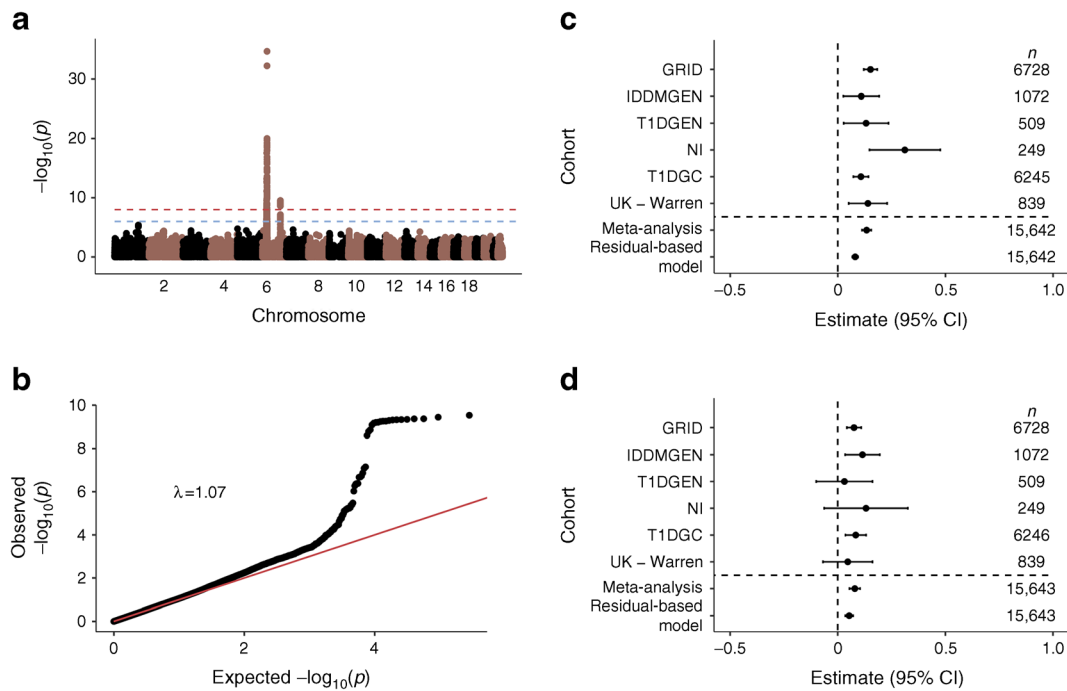 a
−log10(p)
30
20
10
0
2 4 6 8 10 12 14 16 18
Chromosome
b
Observed
−log10(p)
10
8
6
4
2
0
λ=1.07
0 2 4
Expected −log10(p)
c
Cohort
n
GRID 6728
IDDMGEN 1072
T1DGEN 509
NI 249
T1DGC 6245
UK – Warren 839
Meta-analysis 15,642
Residual-based
model 15,642
−0.5 0 0.5 1.0
Estimate (95% CI)
d
Cohort
n
GRID 6728
IDDMGEN 1072
T1DGEN 509
NI 249
T1DGC 6246
UK – Warren 839
Meta-analysis 15,643
Residual-based
model 15,643
−0.5 0 0.5 1.0
Estimate (95% CI)